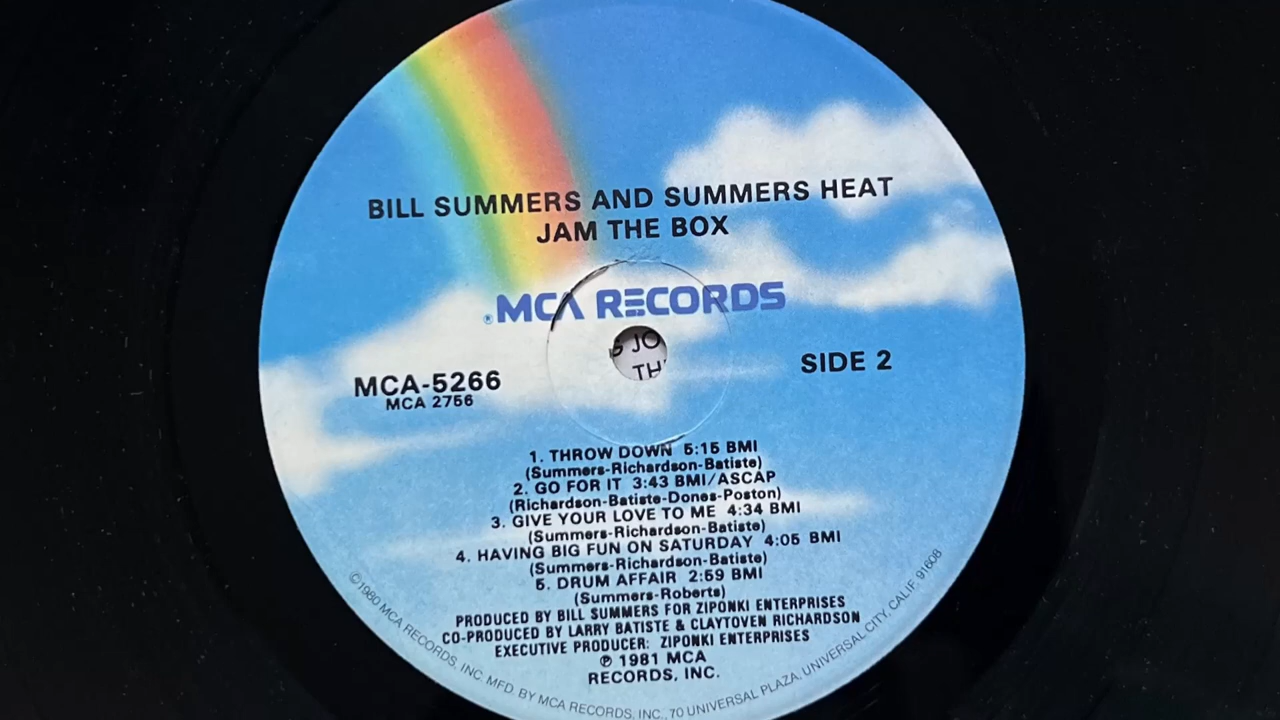 BILL SUMMERS AND SUMMERS HEAT
JAM THE BOX
®MCA RECORDS
JO
TH
MCA-5266
MCA 2756
SIDE 2
1. THROW DOWN 5:15 BMI
(Summers-Richardson-Batiste)
2. GO FOR IT 3:43 BMI/ASCAP
(Richardson-Batiste-Dones-Poston)
3. GIVE YOUR LOVE TO ME 4:34 BMI
(Summers-Richardson-Batiste)
4. HAVING BIG FUN ON SATURDAY 4:05 BMI
(Summers-Richardson-Batiste)
5. DRUM AFFAIR 2:59 BMI
(Summers-Roberts)
PRODUCED BY BILL SUMMERS FOR ZIPONKI ENTERPRISES
CO-PRODUCED BY LARRY BATISTE & CLAYTOVEN RICHARDSON
EXECUTIVE PRODUCER: ZIPONKI ENTERPRISES
℗ 1981 MCA
RECORDS, INC.
©1980 MCA RECORDS, INC. MFD. BY MCA RECORDS, INC., 70 UNIVERSAL PLAZA, UNIVERSAL CITY, CALIF. 91608